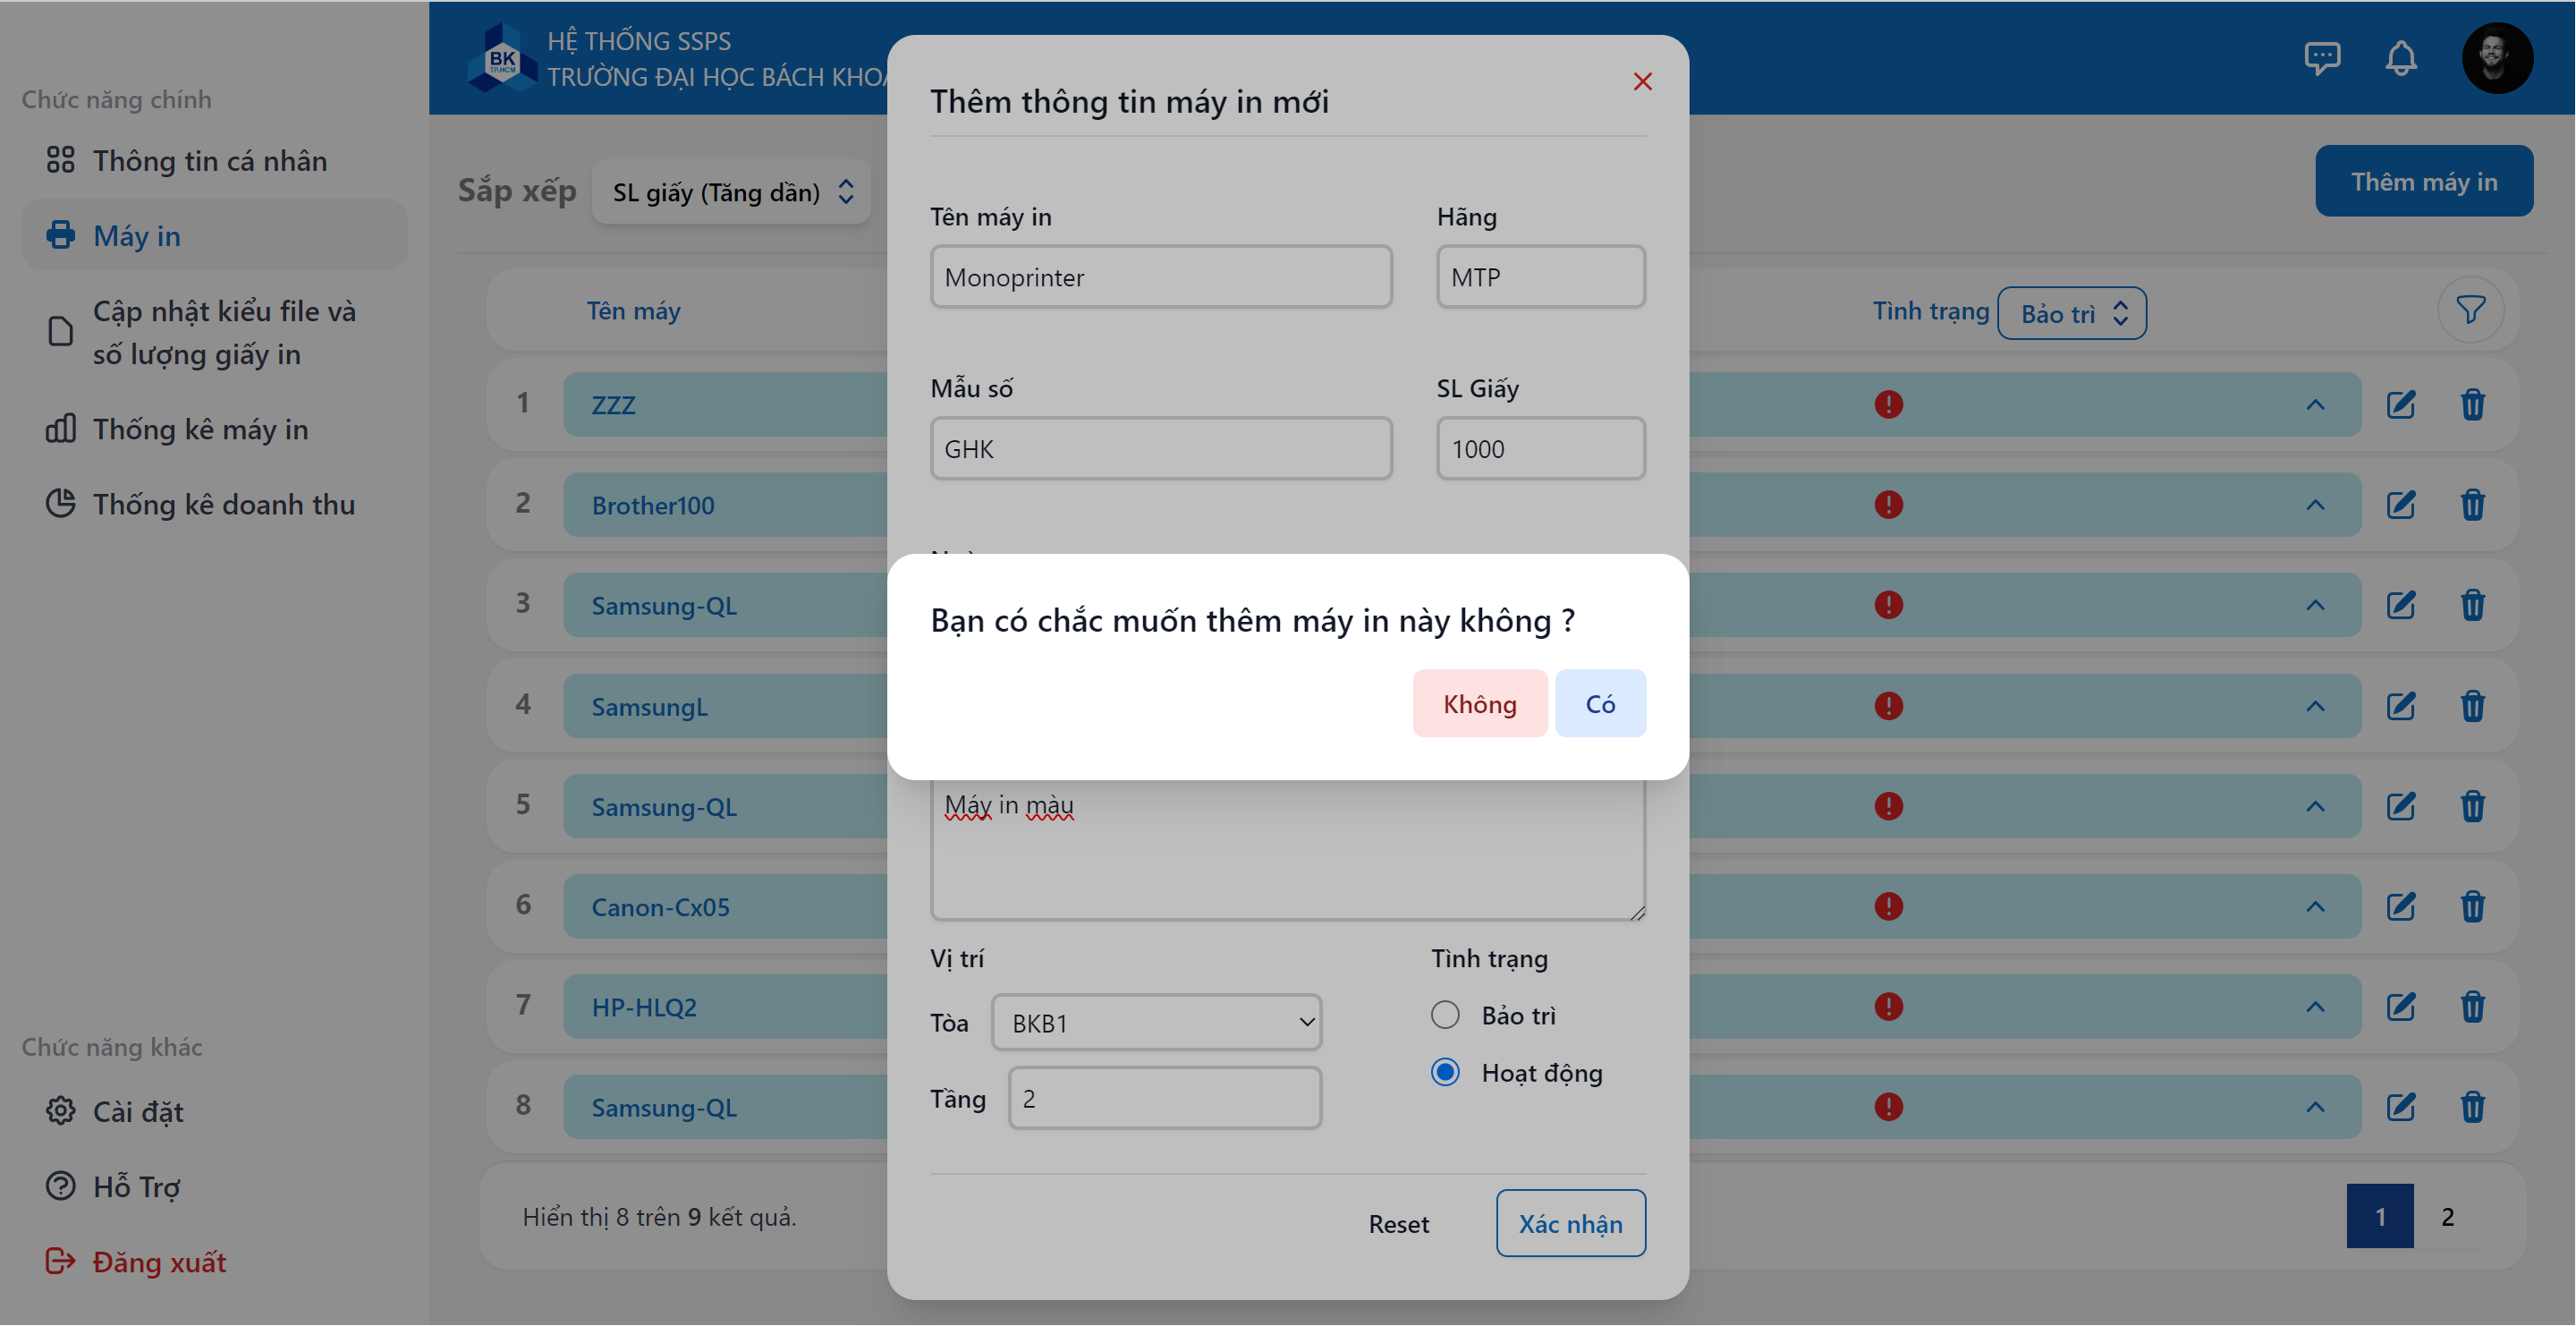 Chức năng chính
Thông tin cá nhân
Máy in
Cập nhật kiểu file và
số lượng giấy in
Thống kê máy in
Thống kê doanh thu
Chức năng khác
Cài đặt
Hỗ Trợ
Đăng xuất
BK
TP.HCM
HỆ THỐNG SSPS
TRƯỜNG ĐẠI HỌC BÁCH KHOA
Sắp xếp
SL giấy (Tăng dần)
Thêm máy in
Tên máy
Tình trạng
Bảo trì
1
ZZZ
2
Brother100
3
Samsung-QL
4
SamsungL
5
Samsung-QL
6
Canon-Cx05
7
HP-HLQ2
8
Samsung-QL
Hiển thị 8 trên 9 kết quả.
1
2
Thêm thông tin máy in mới
Tên máy in
Hãng
Monoprinter
MTP
Mẫu số
SL Giấy
GHK
1000
Bạn có chắc muốn thêm máy in này không ?
Không
Có
Máy in màu
Vị trí
Tình trạng
Tòa
BKB1
Bảo trì
Tầng
2
Hoạt động
Reset
Xác nhận